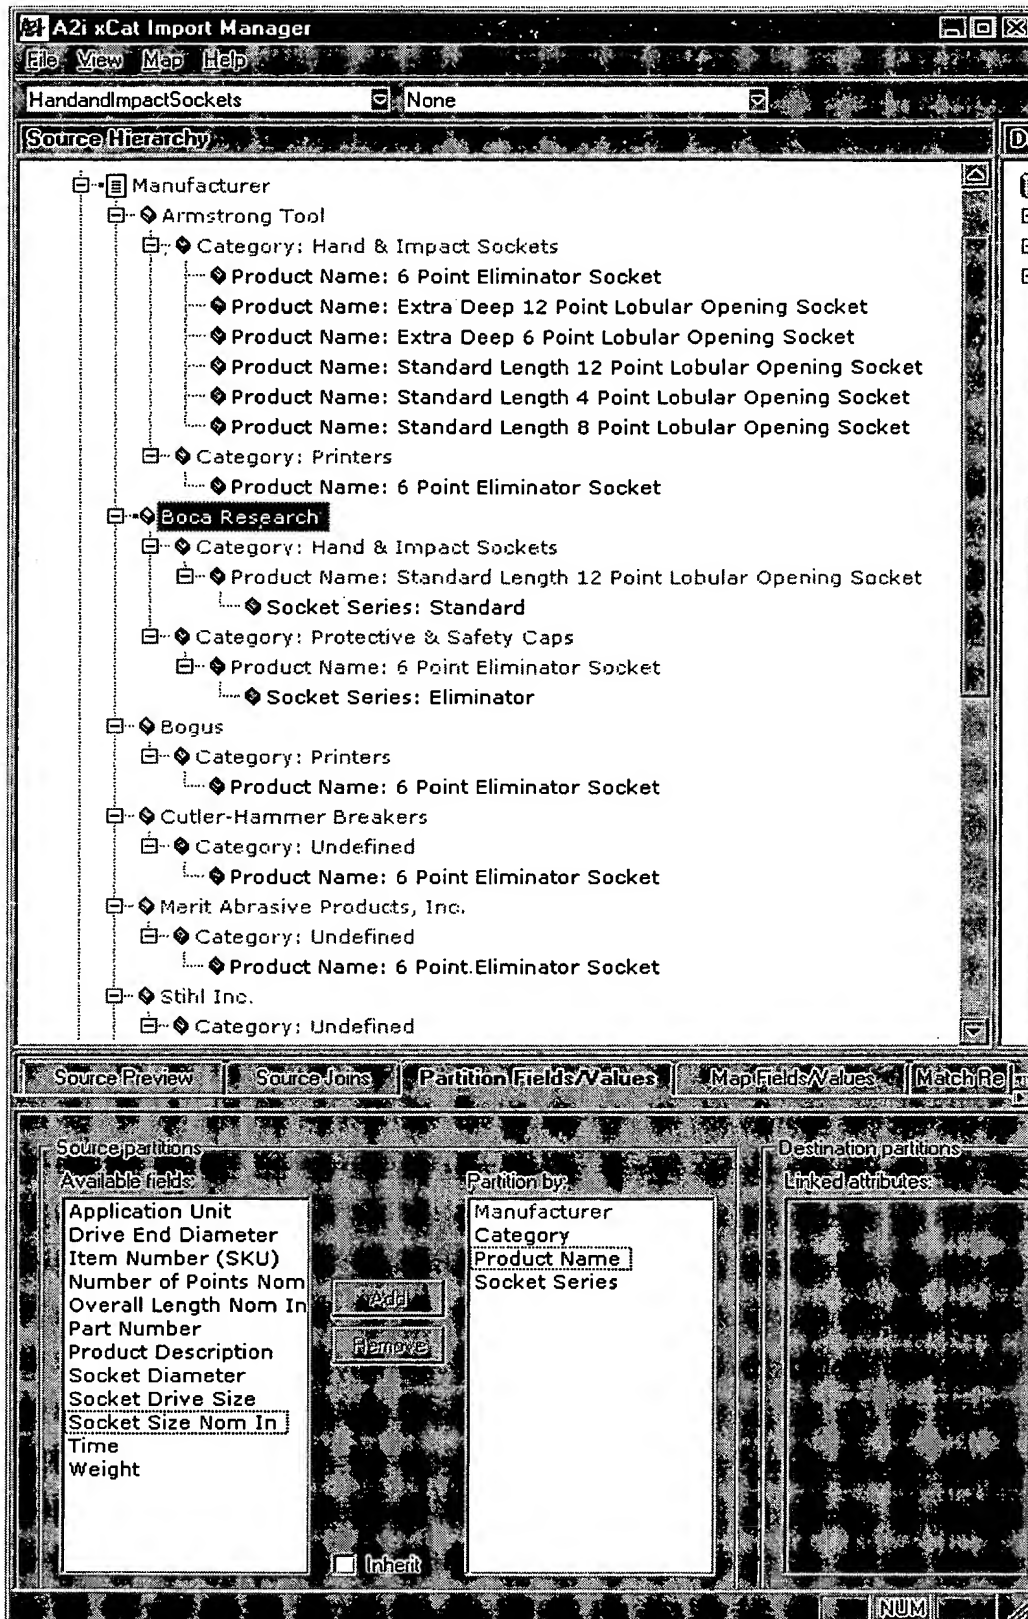 A2i xCat Import Manager
File View Map Help
HandandImpactSockets None
Source Hierarchy D
Manufacturer
Armstrong Tool
Category: Hand & Impact Sockets
Product Name: 6 Point Eliminator Socket
Product Name: Extra Deep 12 Point Lobular Opening Socket
Product Name: Extra Deep 6 Point Lobular Opening Socket
Product Name: Standard Length 12 Point Lobular Opening Socket
Product Name: Standard Length 4 Point Lobular Opening Socket
Product Name: Standard Length 8 Point Lobular Opening Socket
Category: Printers
Product Name: 6 Point Eliminator Socket
Boca Research
Category: Hand & Impact Sockets
Product Name: Standard Length 12 Point Lobular Opening Socket
Socket Series: Standard
Category: Protective & Safety Caps
Product Name: 6 Point Eliminator Socket
Socket Series: Eliminator
Bogus
Category: Printers
Product Name: 6 Point Eliminator Socket
Cutler-Hammer Breakers
Category: Undefined
Product Name: 6 Point Eliminator Socket
Merit Abrasive Products, Inc.
Category: Undefined
Product Name: 6 Point Eliminator Socket
Stihl Inc.
Category: Undefined
Source Preview Source Joins Partition Fields/Values Map Fields/Values Match Re
Source partitions Destination partitions
Available fields: Partition by: Linked attributes:
Application Unit Manufacturer
Drive End Diameter Category
Item Number (SKU) Product Name
Number of Points Nom Socket Series
Overall Length Nom In Add
Part Number
Product Description Remove
Socket Diameter
Socket Drive Size
Socket Size Nom In
Time
Weight
Inherit
NUM